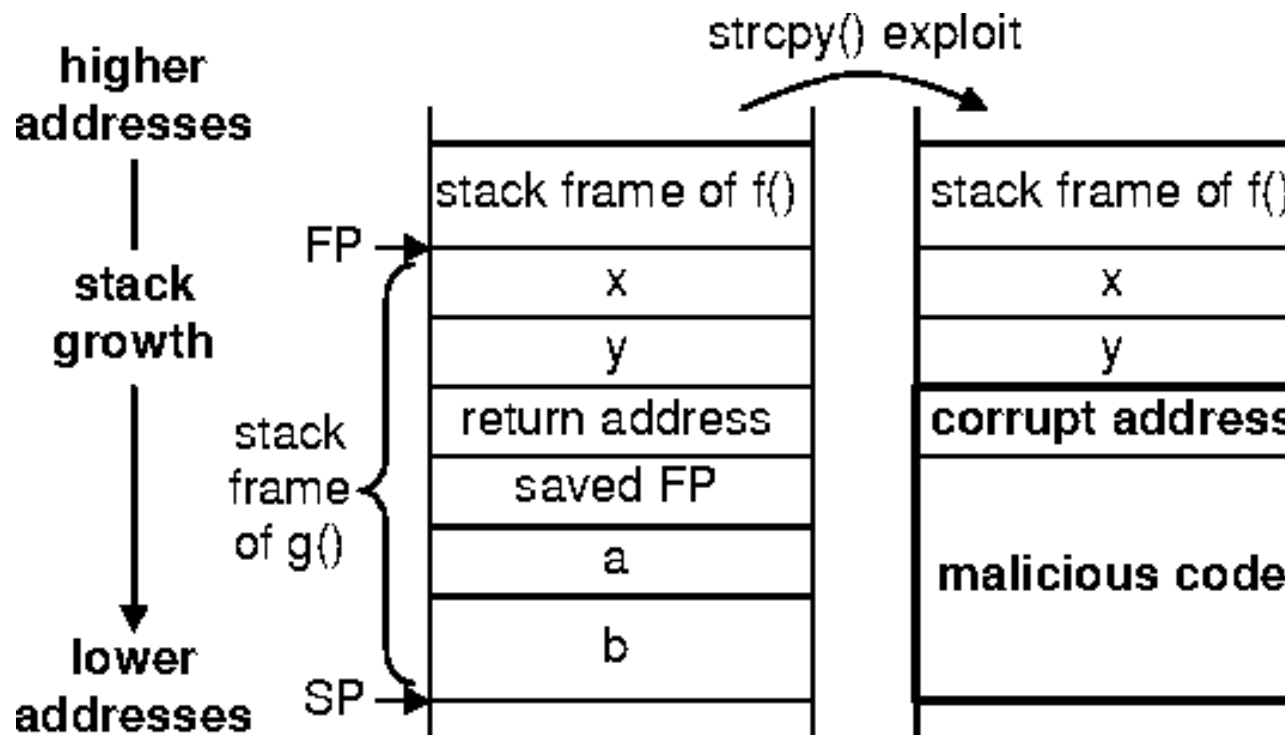 strcpy() exploit
higher
addresses
stack
growth
lower
addresses
FP
stack
frame
of g()
SP
stack frame of f()
x
y
return address
saved FP
a
b
stack frame of f()
x
y
corrupt address
malicious code